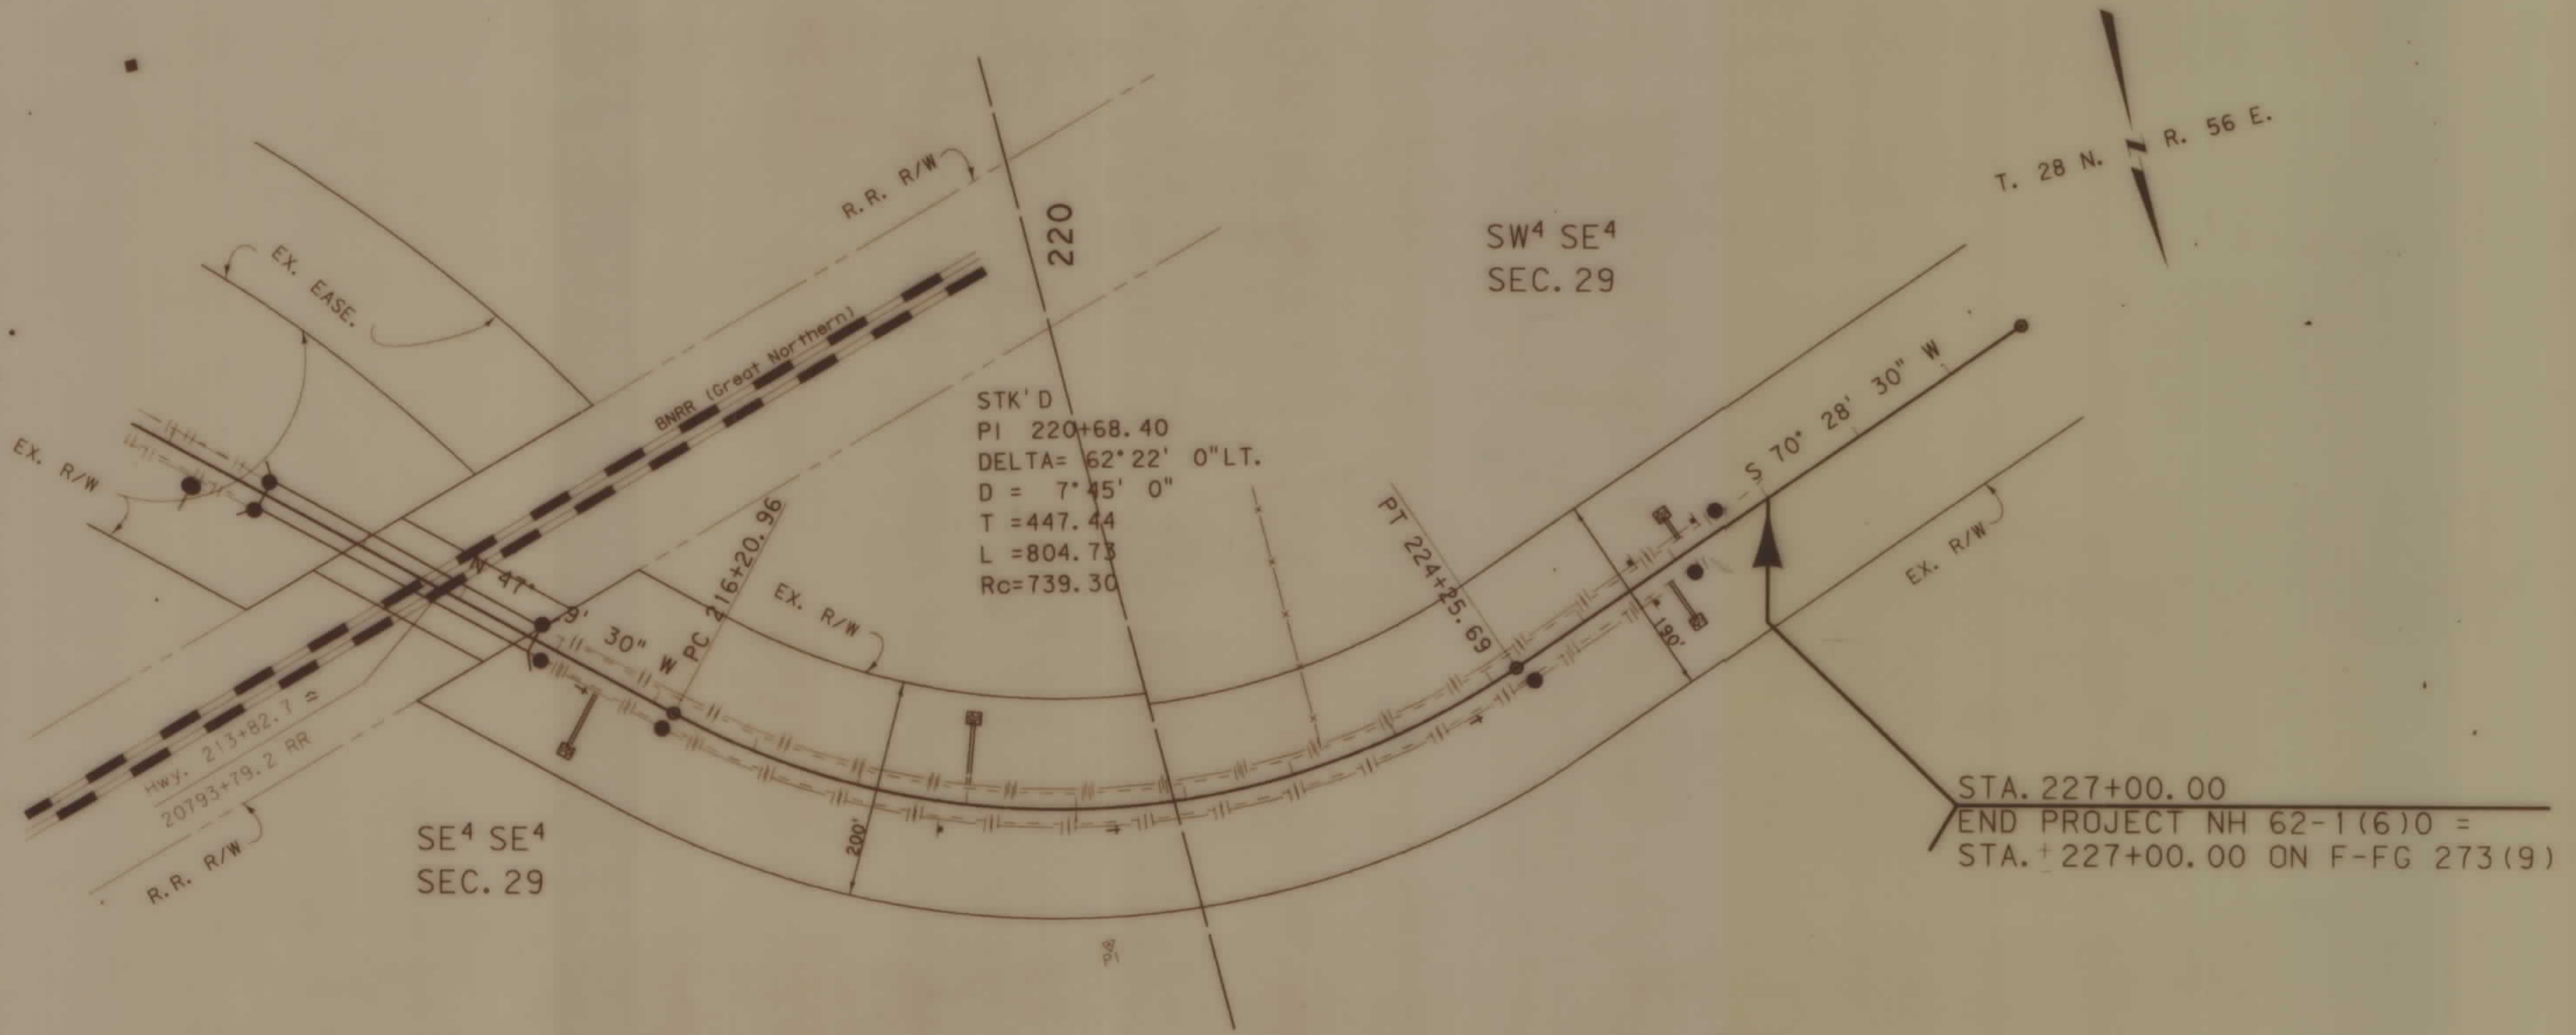 T. 28 N. N R. 56 E.
R.R. R/W
220
SW⁴ SE⁴
SEC. 29
EX. EASE.
BNRR (Great Northern)
EX. R/W
STK'D
PI 220+68.40
DELTA= 62°22' 0"LT.
D = 7°45' 0"
T =447.44
L =804.73
Rc=739.30
S 70° 28' 30" W
PT 224+25.69
PC 216+20.96
N 47° 9' 30" W
EX. R/W
EX. R/W
190'
200'
Hwy. 213+82.7 =
20793+79.2 RR
R.R. R/W
SE⁴ SE⁴
SEC. 29
PI
STA. 227+00.00
END PROJECT NH 62-1(6)0 =
STA. 227+00.00 ON F-FG 273(9)